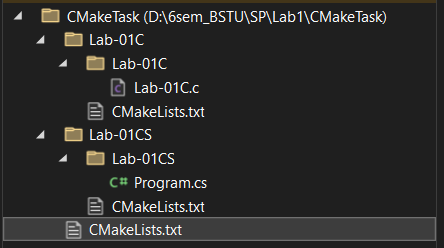 CMakeTask (D:\6sem_BSTU\SP\Lab1\CMakeTask)
Lab-01C
Lab-01C
Lab-01C.c
CMakeLists.txt
Lab-01CS
Lab-01CS
C# Program.cs
CMakeLists.txt
CMakeLists.txt